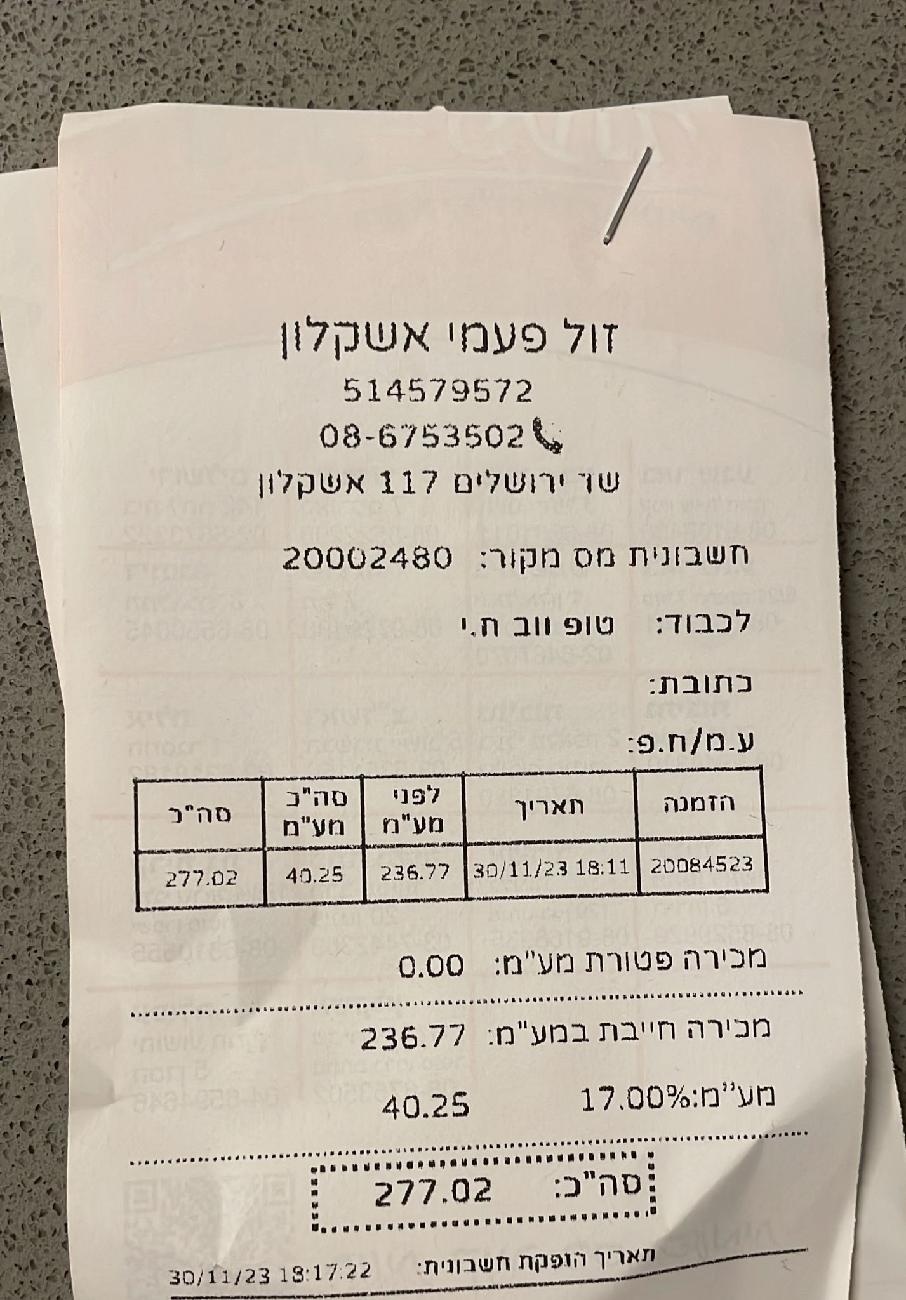 זול פעמי אשקלון
514579572
08-6753502
שד ירושלים 117 אשקלון
חשבונית מס מקור: 20002480
לכבוד: טופ ווב ח.י
כתובת:
ע.מ/ח.פ:
הזמנה תאריך לפני מע"מ סה"כ מע"מ סה"כ
20084523 30/11/23 18:11 236.77 40.25 277.02
מכירה פטורת מע"מ: 0.00
מכירה חייבת במע"מ: 236.77
מע"מ:17.00% 40.25
סה"כ: 277.02
תאריך הופקת חשבונית: 30/11/23 18:17:22